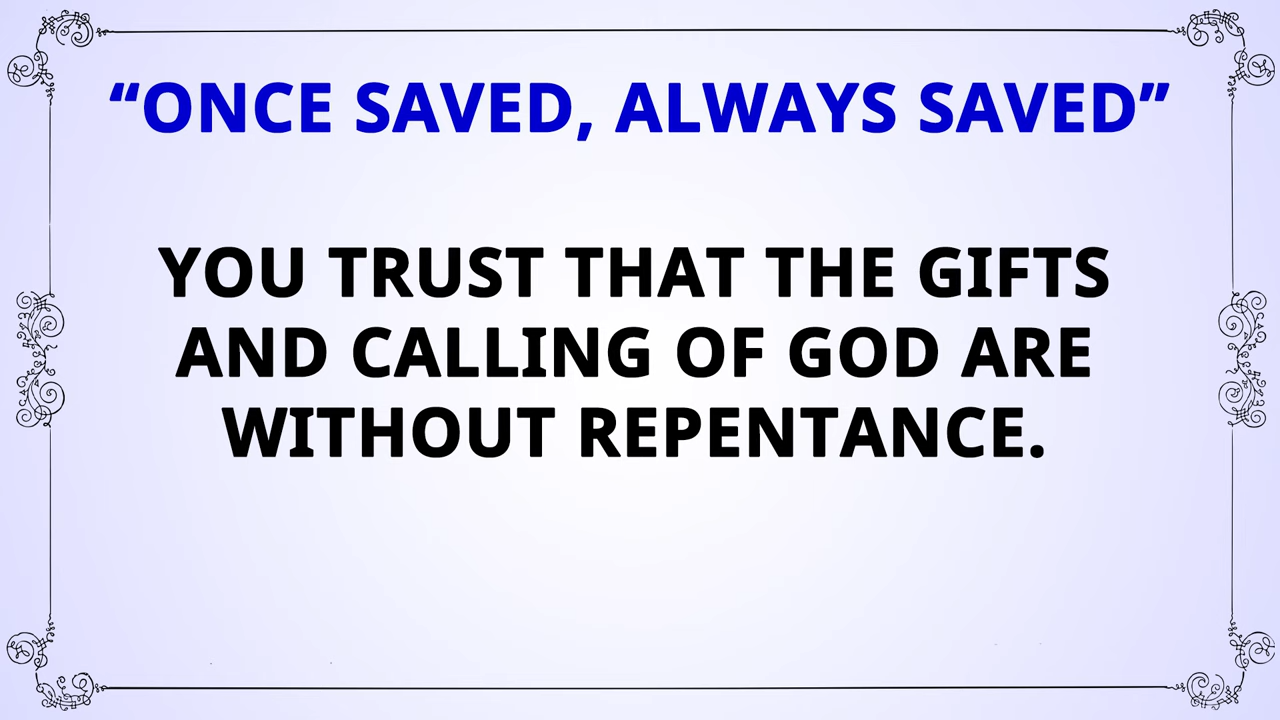 “ONCE SAVED, ALWAYS SAVED”
YOU TRUST THAT THE GIFTS
AND CALLING OF GOD ARE
WITHOUT REPENTANCE.